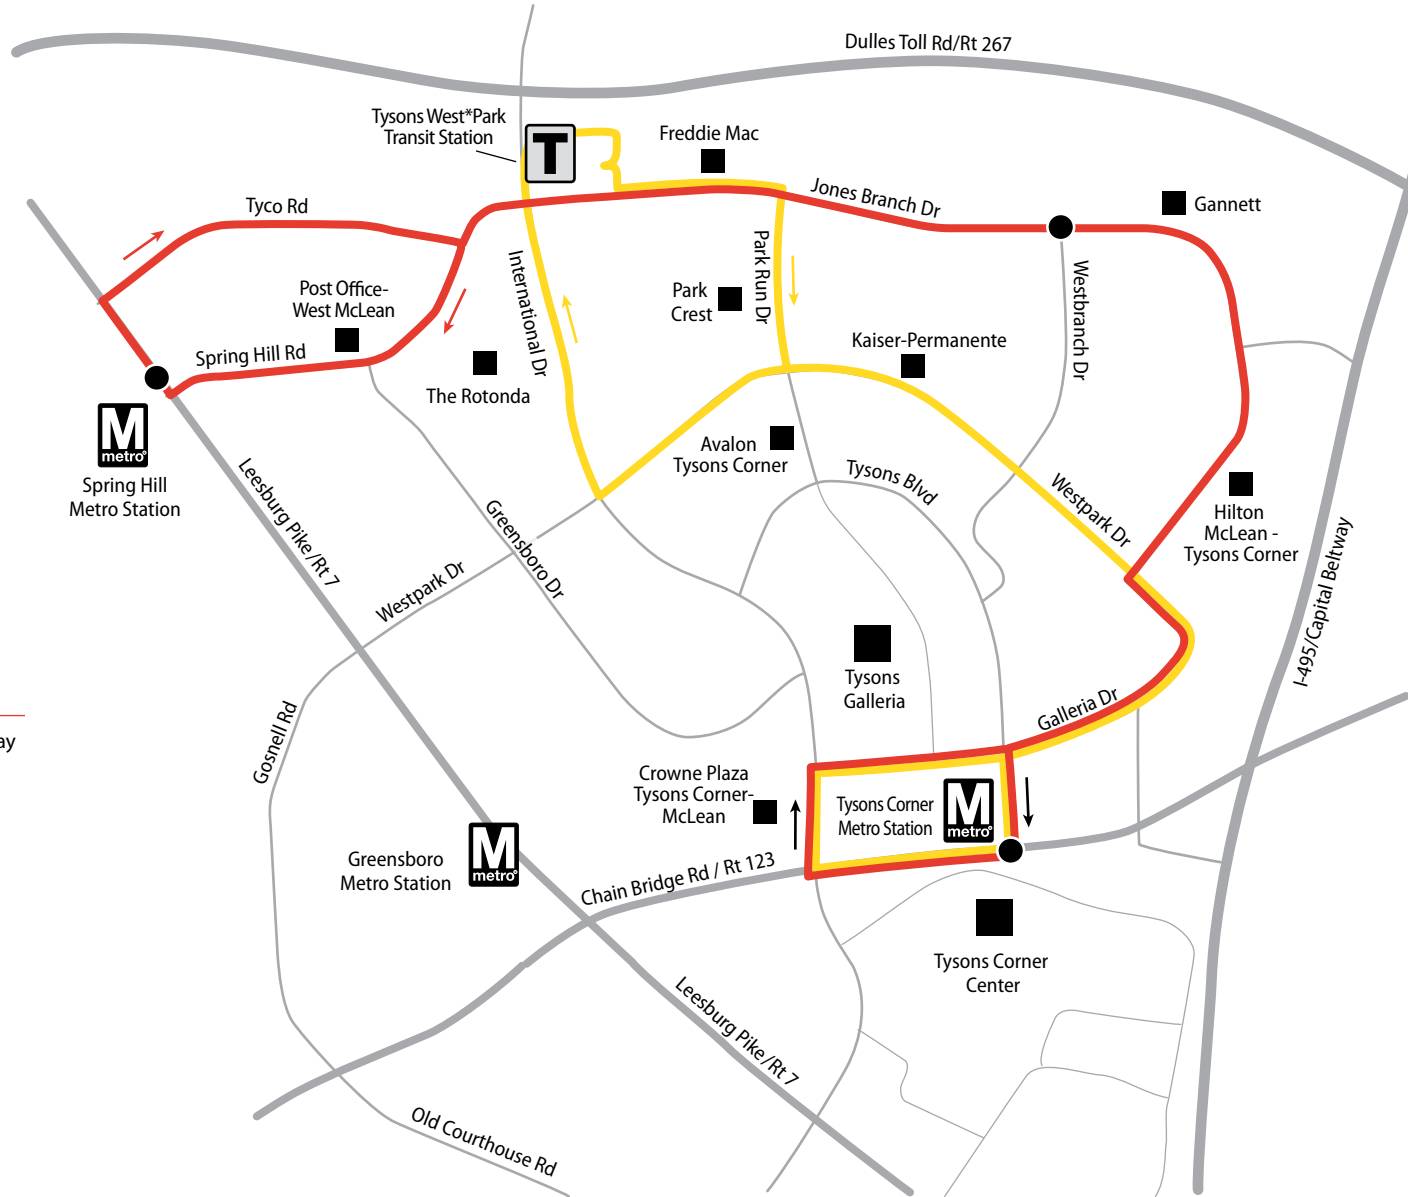 Dulles Toll Rd/Rt 267
Tysons West*Park
Transit Station
T
Freddie Mac
Jones Branch Dr
Gannett
Tyco Rd
Post Office-
West McLean
Spring Hill Rd
The Rotonda
International Dr
Park
Crest
Park Run Dr
Kaiser-Permanente
Westbranch Dr
M
metro
Spring Hill
Metro Station
Leesburg Pike/Rt 7
Avalon
Tysons Corner
Tysons Blvd
Westpark Dr
Hilton
McLean -
Tysons Corner
Greensboro Dr
Westpark Dr
I-495/Capital Beltway
Tysons
Galleria
Galleria Dr
Gosnell Rd
ay
Crowne Plaza
Tysons Corner-
McLean
Tysons Corner
Metro Station
M
metro
Greensboro
Metro Station
M
metro
Chain Bridge Rd / Rt 123
Tysons Corner
Center
Leesburg Pike/Rt 7
Old Courthouse Rd